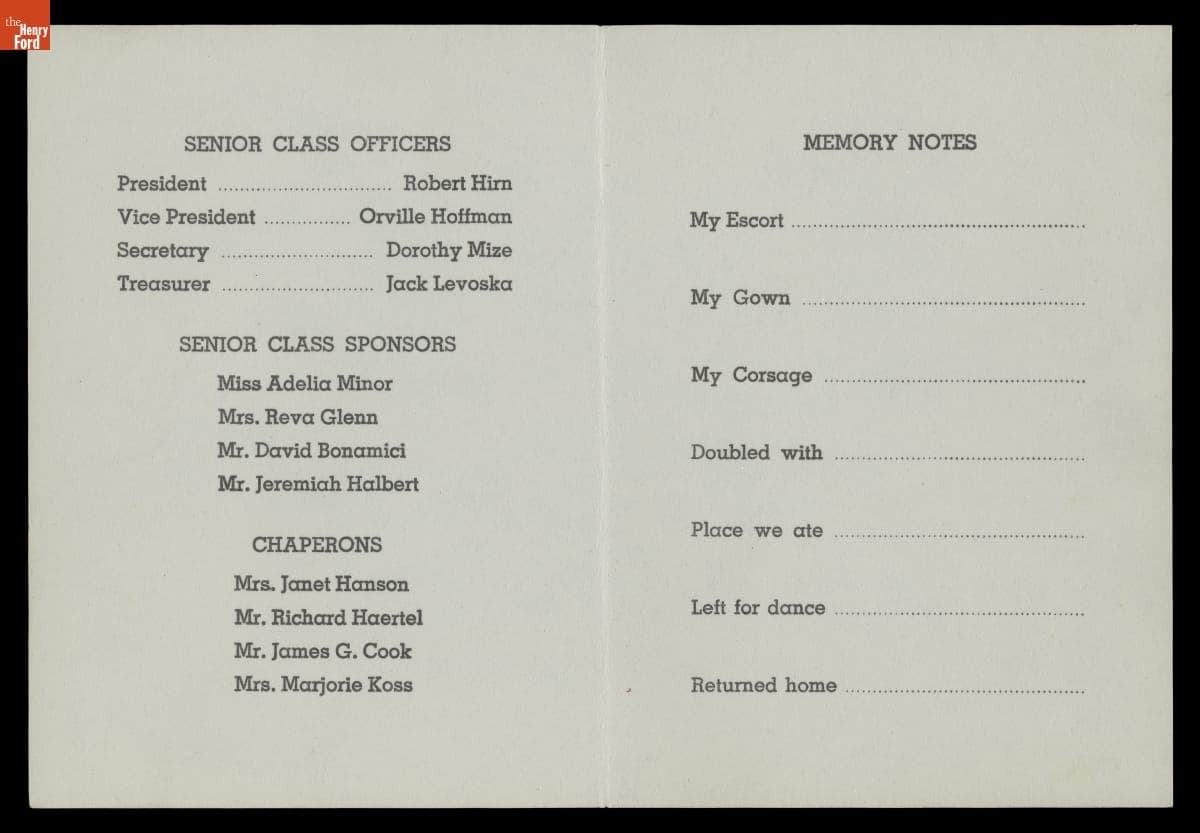 the
Henry
Ford
SENIOR CLASS OFFICERS
President ................................ Robert Hirn
Vice President ................ Orville Hoffman
Secretary ............................ Dorothy Mize
Treasurer ............................ Jack Levoska
SENIOR CLASS SPONSORS
Miss Adelia Minor
Mrs. Reva Glenn
Mr. David Bonamici
Mr. Jeremiah Halbert
CHAPERONS
Mrs. Janet Hanson
Mr. Richard Haertel
Mr. James G. Cook
Mrs. Marjorie Koss
MEMORY NOTES
My Escort ......................................................
My Gown ....................................................
My Corsage ................................................
Doubled with ..............................................
Place we ate ..............................................
Left for dance ..............................................
Returned home ............................................